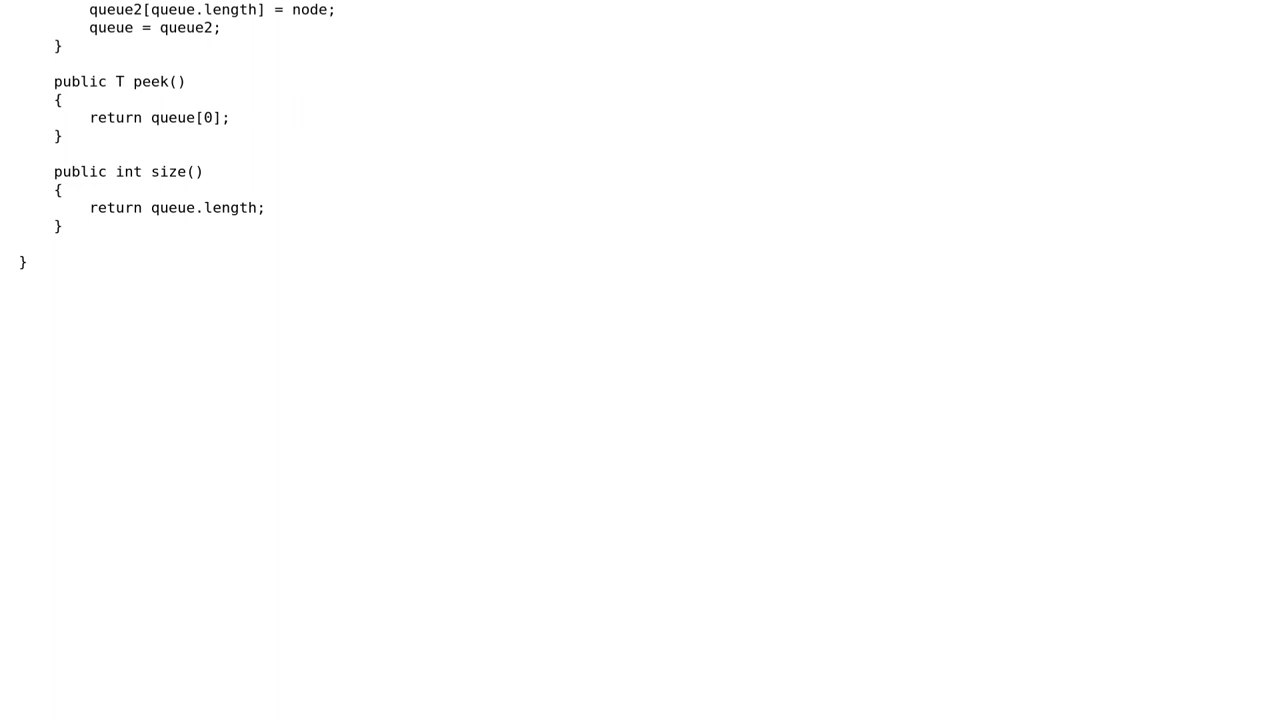 queue2[queue.length] = node;
queue = queue2;
}
public T peek()
{
return queue[0];
}
public int size()
{
return queue.length;
}
}